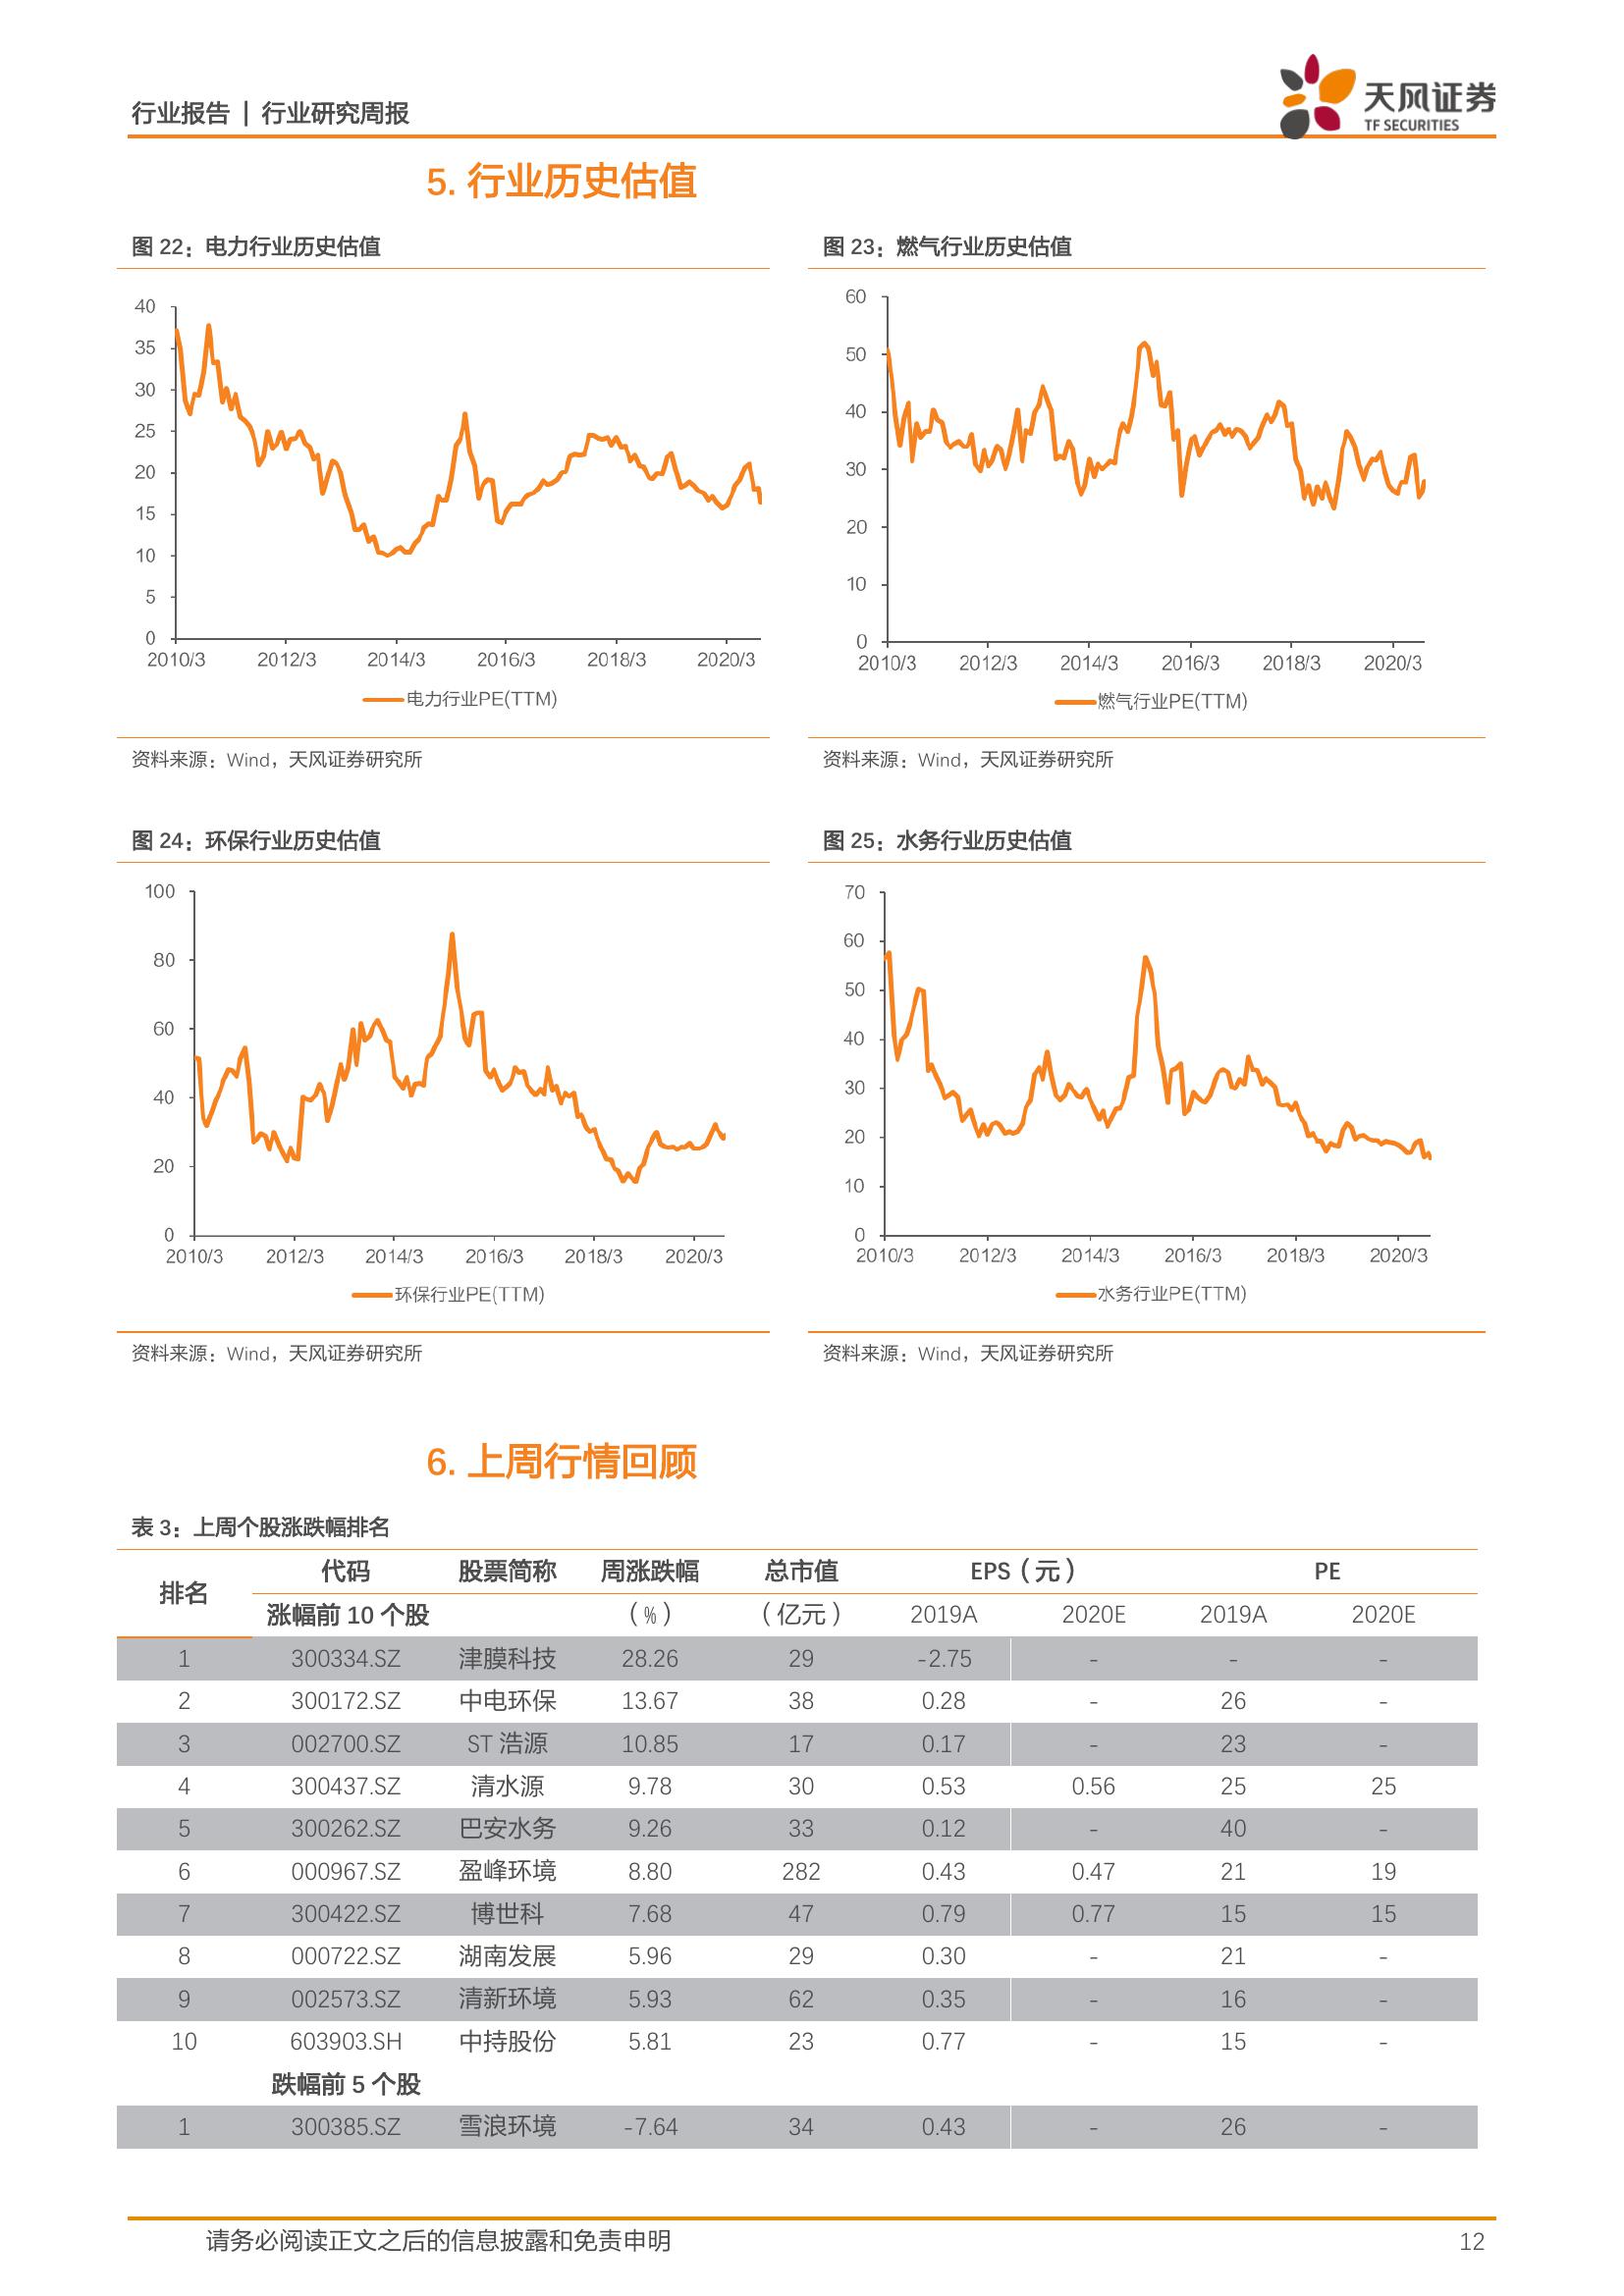 行业报告 | 行业研究周报
天风证券
TF SECURITIES
5. 行业历史估值
图 22：电力行业历史估值
40
35
30
25
20
15
10
5
0
2010/3 2012/3 2014/3 2016/3 2018/3 2020/3
电力行业PE(TTM)
资料来源：Wind，天风证券研究所
图 23：燃气行业历史估值
60
50
40
30
20
10
0
2010/3 2012/3 2014/3 2016/3 2018/3 2020/3
燃气行业PE(TTM)
资料来源：Wind，天风证券研究所
图 24：环保行业历史估值
100
80
60
40
20
0
2010/3 2012/3 2014/3 2016/3 2018/3 2020/3
环保行业PE(TTM)
资料来源：Wind，天风证券研究所
图 25：水务行业历史估值
70
60
50
40
30
20
10
0
2010/3 2012/3 2014/3 2016/3 2018/3 2020/3
水务行业PE(TTM)
资料来源：Wind，天风证券研究所
6. 上周行情回顾
表 3：上周个股涨跌幅排名
排名 代码 股票简称 周涨跌幅 总市值 EPS（元） PE
涨幅前 10 个股 （%） （亿元） 2019A 2020E 2019A 2020E
1 300334.SZ 津膜科技 28.26 29 -2.75 - - -
2 300172.SZ 中电环保 13.67 38 0.28 - 26 -
3 002700.SZ ST 浩源 10.85 17 0.17 - 23 -
4 300437.SZ 清水源 9.78 30 0.53 0.56 25 25
5 300262.SZ 巴安水务 9.26 33 0.12 - 40 -
6 000967.SZ 盈峰环境 8.80 282 0.43 0.47 21 19
7 300422.SZ 博世科 7.68 47 0.79 0.77 15 15
8 000722.SZ 湖南发展 5.96 29 0.30 - 21 -
9 002573.SZ 清新环境 5.93 62 0.35 - 16 -
10 603903.SH 中持股份 5.81 23 0.77 - 15 -
跌幅前 5 个股
1 300385.SZ 雪浪环境 -7.64 34 0.43 - 26 -
请务必阅读正文之后的信息披露和免责申明 12